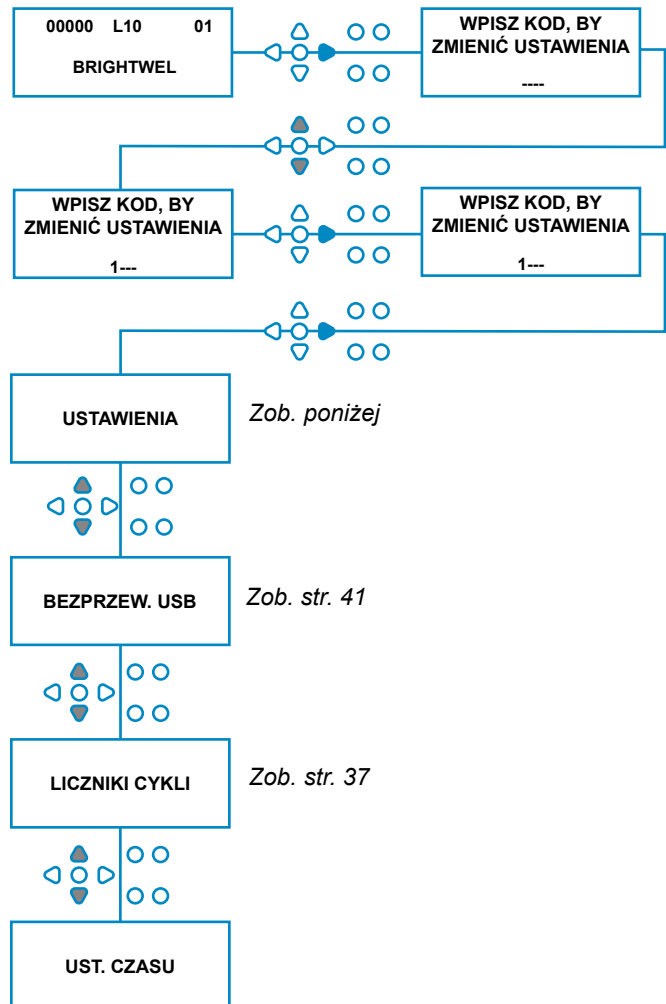 00000 L10 01
BRIGHTWEL
WPISZ KOD, BY
ZMIENIĆ USTAWIENIA
----
WPISZ KOD, BY
ZMIENIĆ USTAWIENIA
1---
WPISZ KOD, BY
ZMIENIĆ USTAWIENIA
1---
USTAWIENIA
Zob. poniżej
BEZPRZEW. USB
Zob. str. 41
LICZNIKI CYKLI
Zob. str. 37
UST. CZASU